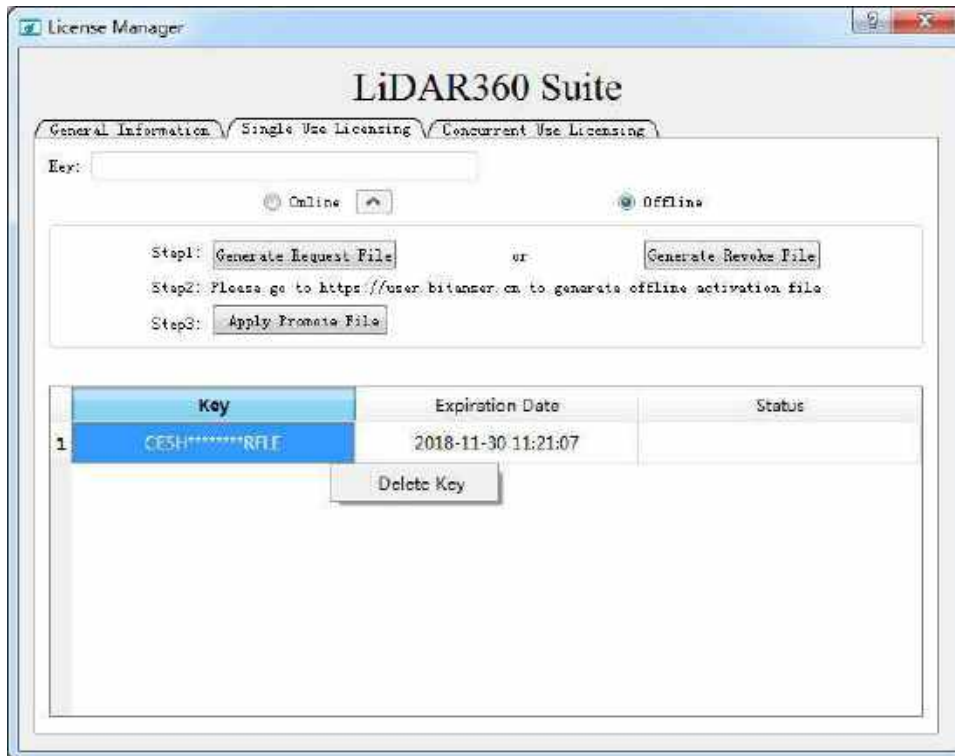 License Manager
LiDAR360 Suite
General Information Single Use Licensing Concurrent Use Licensing
Key:
Online Offline
Step1: Generate Request File or Generate Revoke File
Step2: Please go to https://user.bitanser.cn to generate offline activation file
Step3: Apply Promote File
Key Expiration Date Status
1 CESH********RFLE 2018-11-30 11:21:07
Delete Key